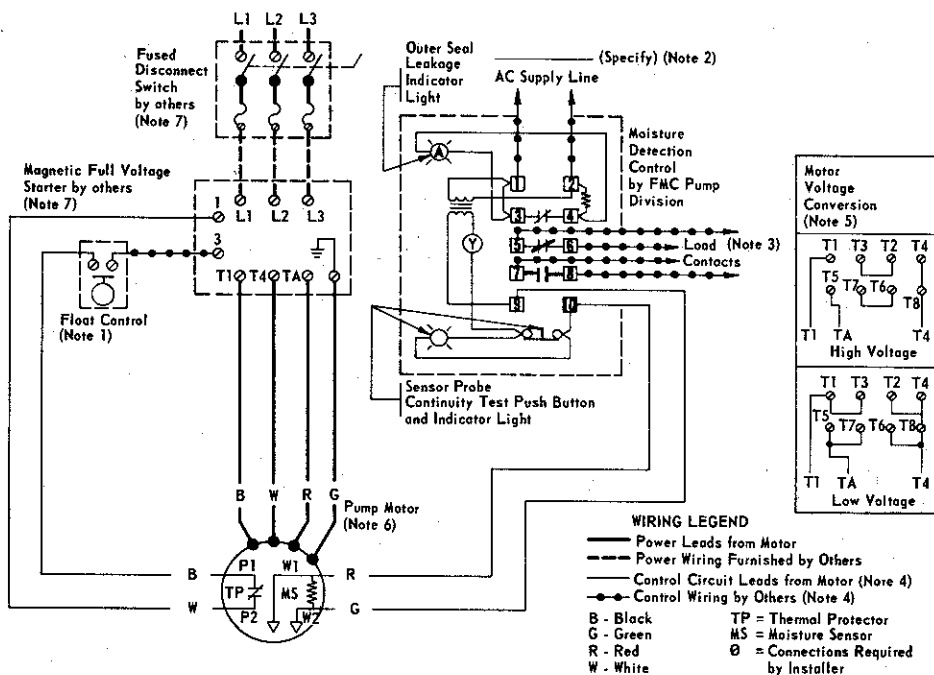 L1 L2 L3
Fused
Disconnect
Switch
by others
(Note 7)
Outer Seal
Leakage
Indicator
Light
(Specify) (Note 2)
AC Supply Line
Moisture
Detection
Control
by FMC Pump
Division
A
1 2
3 4
5 6
7 8
9 10
Y
Load (Note 3)
Contacts
Sensor Probe
Continuity Test Push Button
and Indicator Light
Magnetic Full Voltage
Starter by others
(Note 7)
1
L1 L2 L3
3
T1 T4 TA
Float Control
(Note 1)
B W R G
Pump Motor
(Note 6)
B P1 W1 R
TP MS
W P2 W2 G
Motor
Voltage
Conversion
(Note 5)
T1 T3 T2 T4
T5 T7 T6 T8
T1 TA T4
High Voltage
T1 T3 T2 T4
T5 T7 T6 T8
T1 TA T4
Low Voltage
WIRING LEGEND
Power Leads from Motor
Power Wiring Furnished by Others
Control Circuit Leads from Motor (Note 4)
Control Wiring by Others (Note 4)
B - Black
G - Green
R - Red
W - White
TP = Thermal Protector
MS = Moisture Sensor
Ø = Connections Required
by Installer